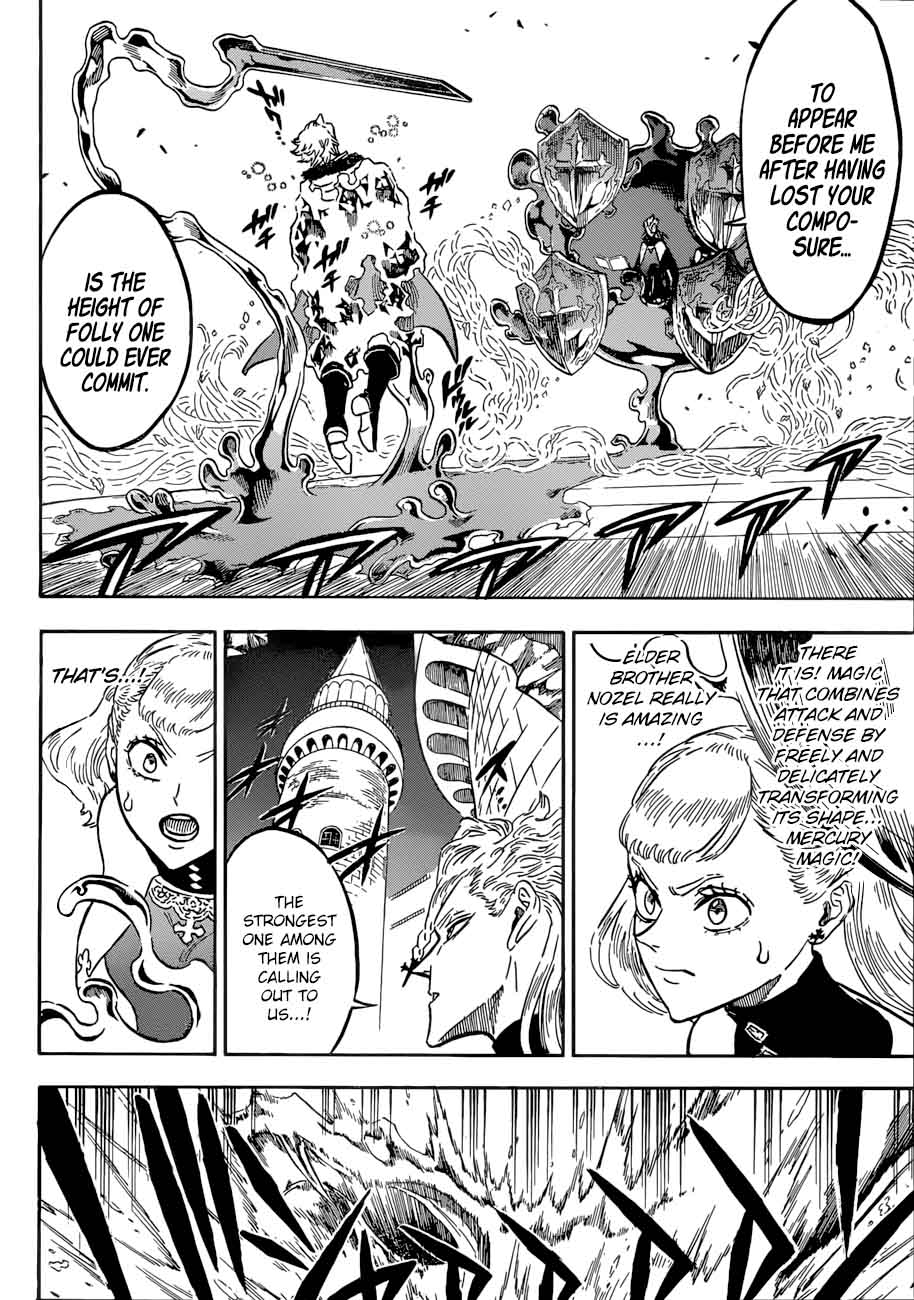 TO
APPEAR
BEFORE ME
AFTER HAVING
LOST YOUR
COMPO-
SURE...
IS THE
HEIGHT OF
FOLLY ONE
COULD EVER
COMMIT.
THERE
IT IS! MAGIC
THAT COMBINES
ATTACK AND
DEFENSE BY
FREELY AND
DELICATELY
TRANSFORMING
ITS SHAPE...
MERCURY
MAGIC!
ELDER
BROTHER
NOZEL REALLY
IS AMAZING
...!
THE
STRONGEST
ONE AMONG
THEM IS
CALLING
OUT TO
US...!
THAT'S...!